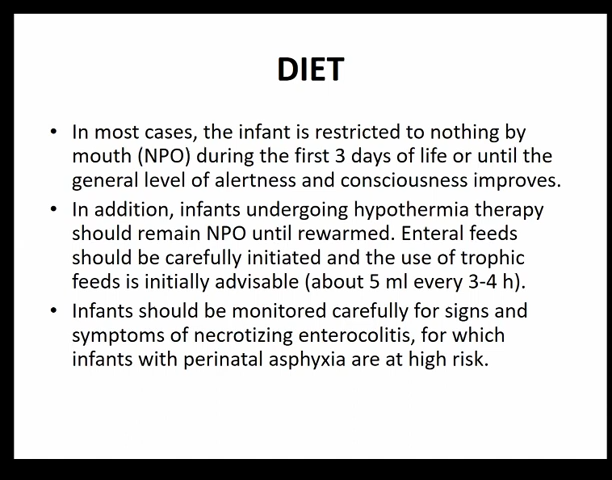 DIET
• In most cases, the infant is restricted to nothing by
mouth (NPO) during the first 3 days of life or until the
general level of alertness and consciousness improves.
• In addition, infants undergoing hypothermia therapy
should remain NPO until rewarmed. Enteral feeds
should be carefully initiated and the use of trophic
feeds is initially advisable (about 5 ml every 3-4 h).
• Infants should be monitored carefully for signs and
symptoms of necrotizing enterocolitis, for which
infants with perinatal asphyxia are at high risk.